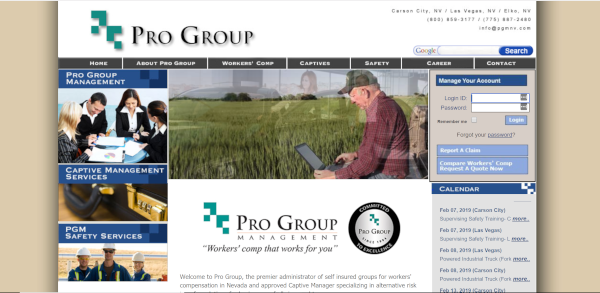 Carson City, NV / Las Vegas, NV / Elko, NV
(800) 859-3177 / (775) 887-2480
info@pgmnv.com
PRO GROUP
Google Search
HOME ABOUT PRO GROUP WORKERS' COMP CAPTIVES SAFETY CAREER CONTACT
PRO GROUP
MANAGEMENT
CAPTIVE MANAGEMENT
SERVICES
PGM
SAFETY SERVICES
Manage Your Account
Login ID
Password
Remember me
Login
Forgot your password?
REPORT A CLAIM
COMPARE WORKERS' COMP
REQUEST A QUOTE NOW
CALENDAR
Feb 07, 2019 (Carson City)
Supervising Safety Training- C more..
Feb 07, 2019 (Las Vegas)
Supervising Safety Training- L more..
Feb 08, 2019 (Las Vegas)
Powered Industrial Truck (Fork more..
Feb 08, 2019 (Carson City)
Powered Industrial Truck (Fork more..
Feb 13, 2019 (Carson City)
PRO GROUP
MANAGEMENT
"Workers' comp that works for you"
COMMITTED
PRO GROUP
TO EXCELLENCE
Welcome to Pro Group, the premier administrator of self insured groups for workers'
compensation in Nevada and approved Captive Manager specializing in alternative risk